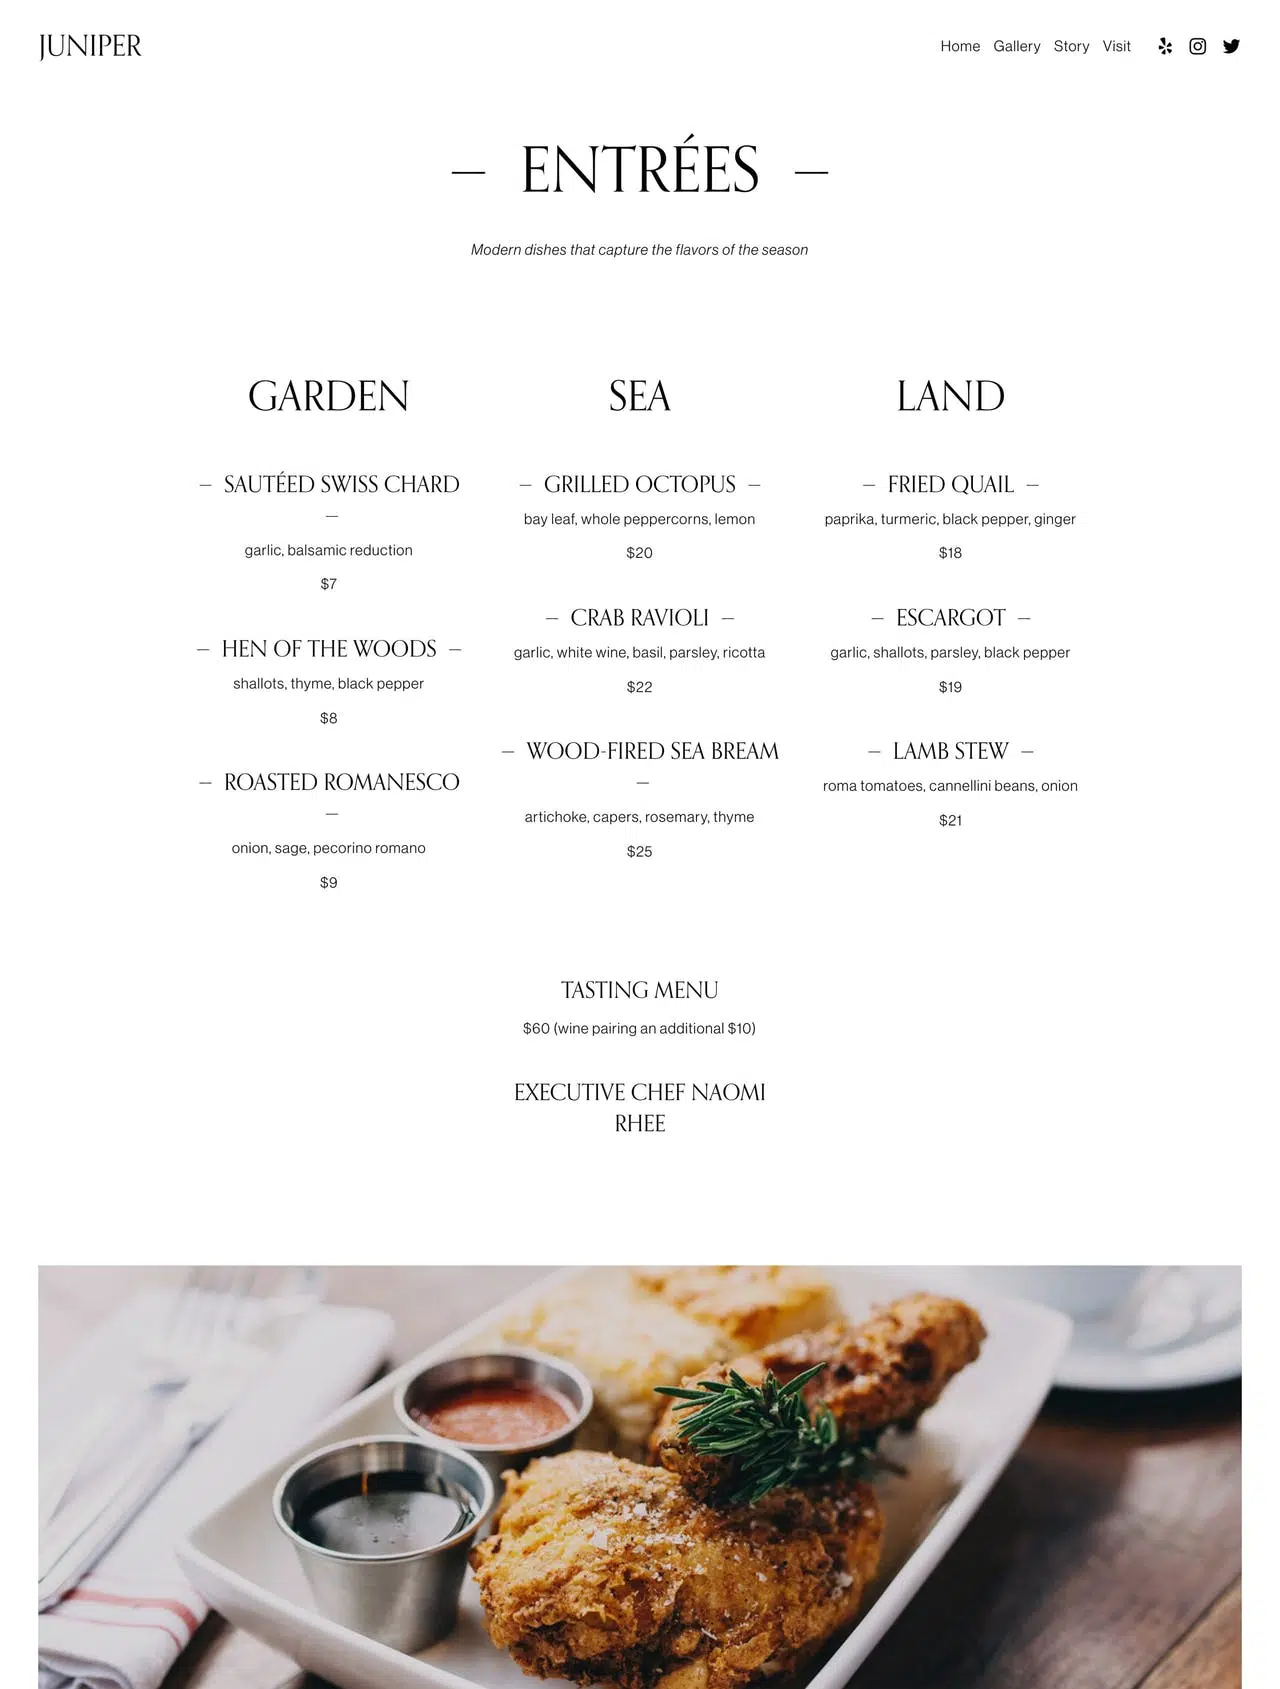 JUNIPER
Home Gallery Story Visit
— ENTRÉES —
Modern dishes that capture the flavors of the season
GARDEN
— SAUTÉED SWISS CHARD
—
garlic, balsamic reduction
$7
— HEN OF THE WOODS —
shallots, thyme, black pepper
$8
— ROASTED ROMANESCO
—
onion, sage, pecorino romano
$9
SEA
— GRILLED OCTOPUS —
bay leaf, whole peppercorns, lemon
$20
— CRAB RAVIOLI —
garlic, white wine, basil, parsley, ricotta
$22
— WOOD-FIRED SEA BREAM
—
artichoke, capers, rosemary, thyme
$25
LAND
— FRIED QUAIL —
paprika, turmeric, black pepper, ginger
$18
— ESCARGOT —
garlic, shallots, parsley, black pepper
$19
— LAMB STEW —
roma tomatoes, cannellini beans, onion
$21
TASTING MENU
$60 (wine pairing an additional $10)
EXECUTIVE CHEF NAOMI
RHEE